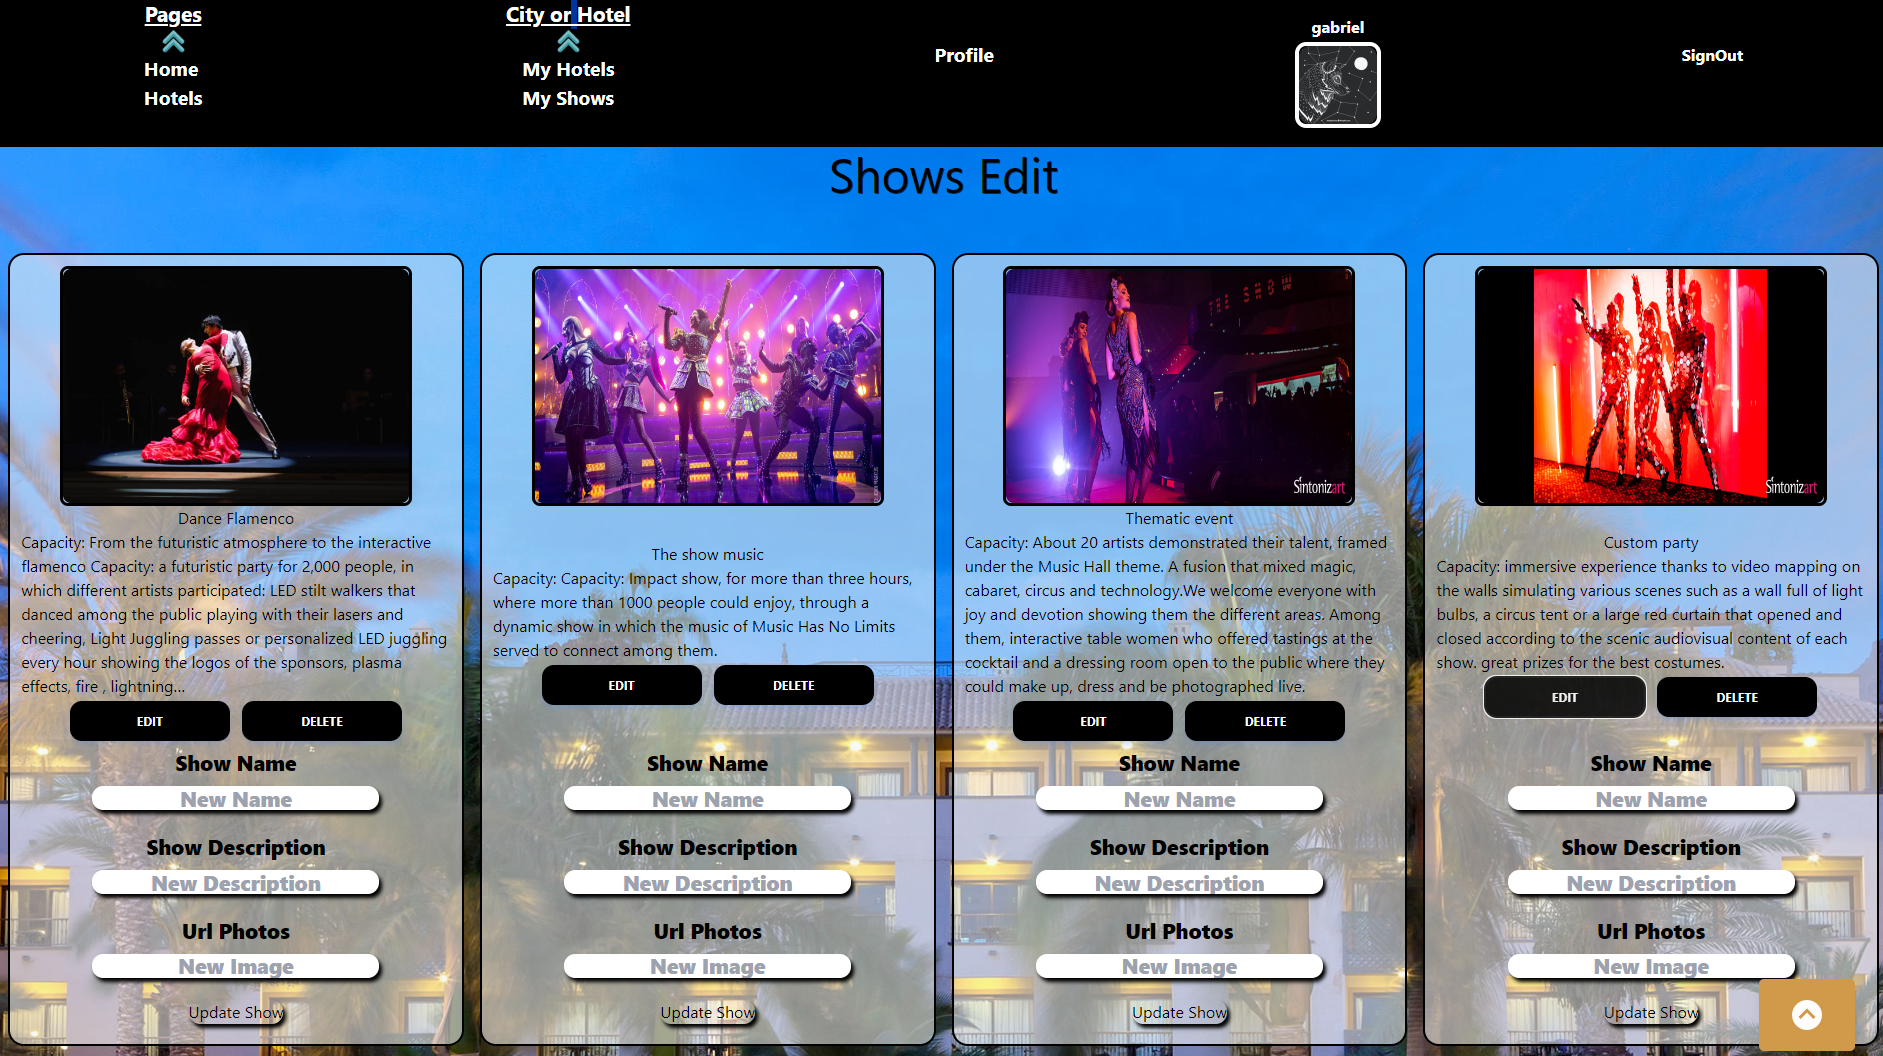 Pages
Home
Hotels
City or Hotel
My Hotels
My Shows
Profile
gabriel
SignOut
Shows Edit
Dance Flamenco
Capacity: From the futuristic atmosphere to the interactive
flamenco Capacity: a futuristic party for 2,000 people, in
which different artists participated: LED stilt walkers that
danced among the public playing with their lasers and
cheering, Light Juggling passes or personalized LED juggling
every hour showing the logos of the sponsors, plasma
effects, fire , lightning...
EDIT
DELETE
Show Name
New Name
Show Description
New Description
Url Photos
New Image
Update Show
The show music
Capacity: Capacity: Impact show, for more than three hours,
where more than 1000 people could enjoy, through a
dynamic show in which the music of Music Has No Limits
served to connect among them.
EDIT
DELETE
Show Name
New Name
Show Description
New Description
Url Photos
New Image
Update Show
THE SHOW
Sintonizart
Thematic event
Capacity: About 20 artists demonstrated their talent, framed
under the Music Hall theme. A fusion that mixed magic,
cabaret, circus and technology.We welcome everyone with
joy and devotion showing them the different areas. Among
them, interactive table women who offered tastings at the
cocktail and a dressing room open to the public where they
could make up, dress and be photographed live.
EDIT
DELETE
Show Name
New Name
Show Description
New Description
Url Photos
New Image
Update Show
Sintonizart
Custom party
Capacity: immersive experience thanks to video mapping on
the walls simulating various scenes such as a wall full of light
bulbs, a circus tent or a large red curtain that opened and
closed according to the scenic audiovisual content of each
show. great prizes for the best costumes.
EDIT
DELETE
Show Name
New Name
Show Description
New Description
Url Photos
New Image
Update Show